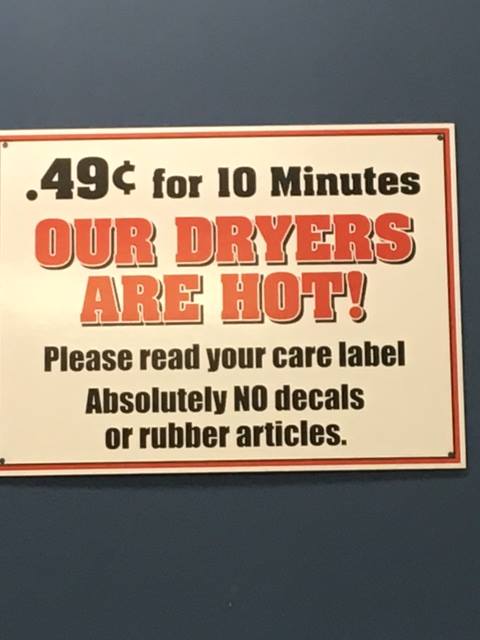 .49¢ for 10 Minutes
OUR DRYERS
ARE HOT!
Please read your care label
Absolutely NO decals
or rubber articles.